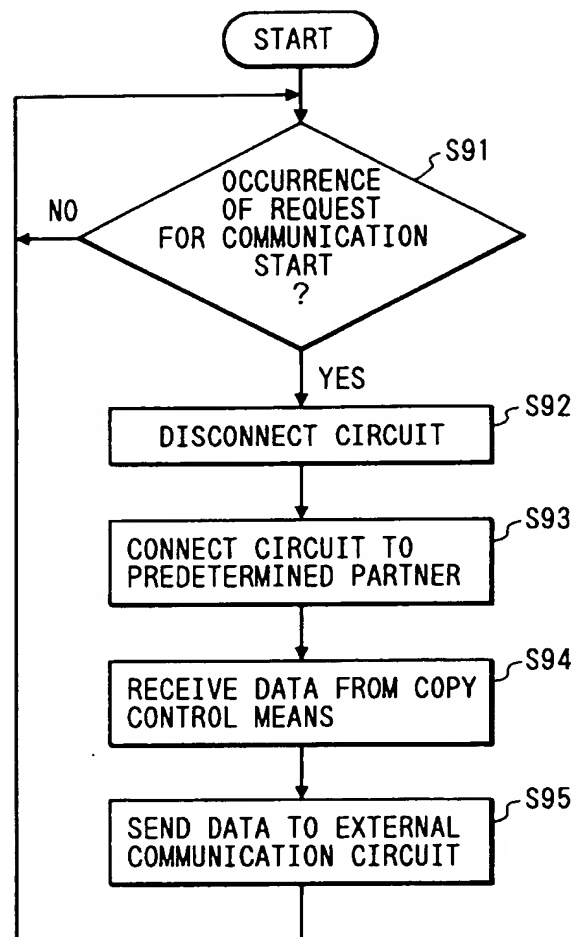 START
S91
OCCURRENCE
OF REQUEST
FOR COMMUNICATION
START
?
NO
YES
S92
DISCONNECT CIRCUIT
S93
CONNECT CIRCUIT TO
PREDETERMINED PARTNER
S94
RECEIVE DATA FROM COPY
CONTROL MEANS
S95
SEND DATA TO EXTERNAL
COMMUNICATION CIRCUIT